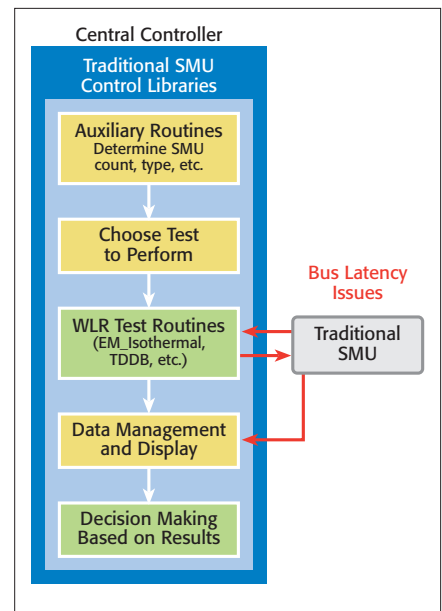 Central Controller
Traditional SMU
Control Libraries
Auxiliary Routines
Determine SMU
count, type, etc.
Choose Test
to Perform
Bus Latency
Issues
WLR Test Routines
(EM_Isothermal,
TDDB, etc.)
Traditional
SMU
Data Management
and Display
Decision Making
Based on Results